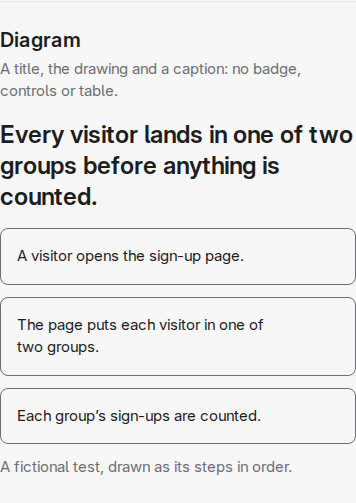 Diagram
A title, the drawing and a caption: no badge,
controls or table.
Every visitor lands in one of two
groups before anything is
counted.
A visitor opens the sign-up page.
The page puts each visitor in one of
two groups.
Each group’s sign-ups are counted.
A fictional test, drawn as its steps in order.